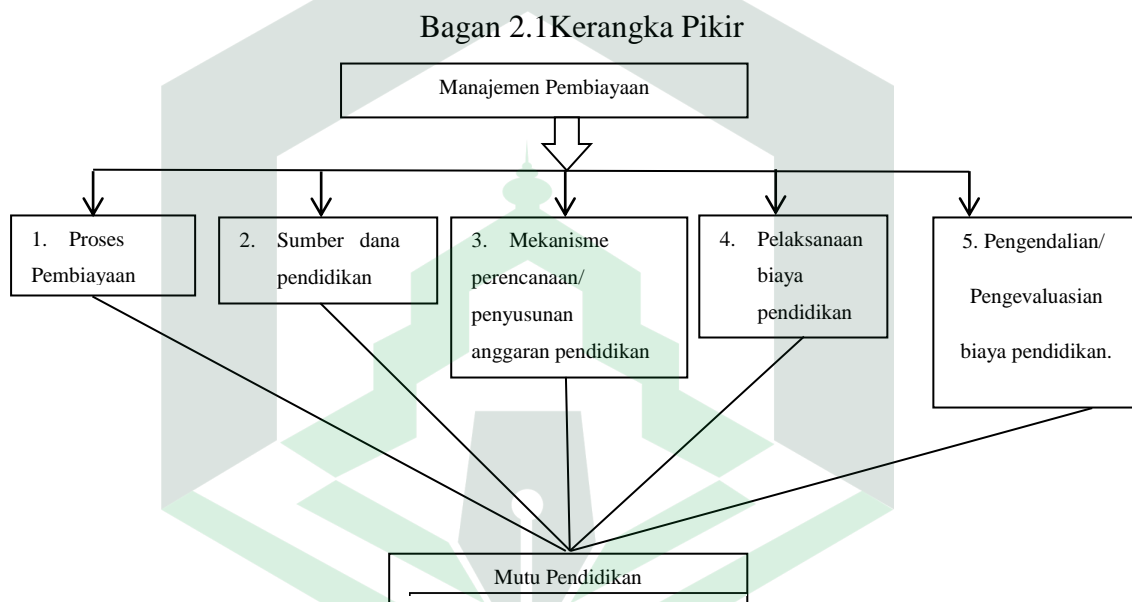 Bagan 2.1Kerangka Pikir
Manajemen Pembiayaan
1. Proses
Pembiayaan
2. Sumber dana
pendidikan
3. Mekanisme
perencanaan/
penyusunan
anggaran pendidikan
4. Pelaksanaan
biaya
pendidikan
5. Pengendalian/
Pengevaluasian
biaya pendidikan.
Mutu Pendidikan